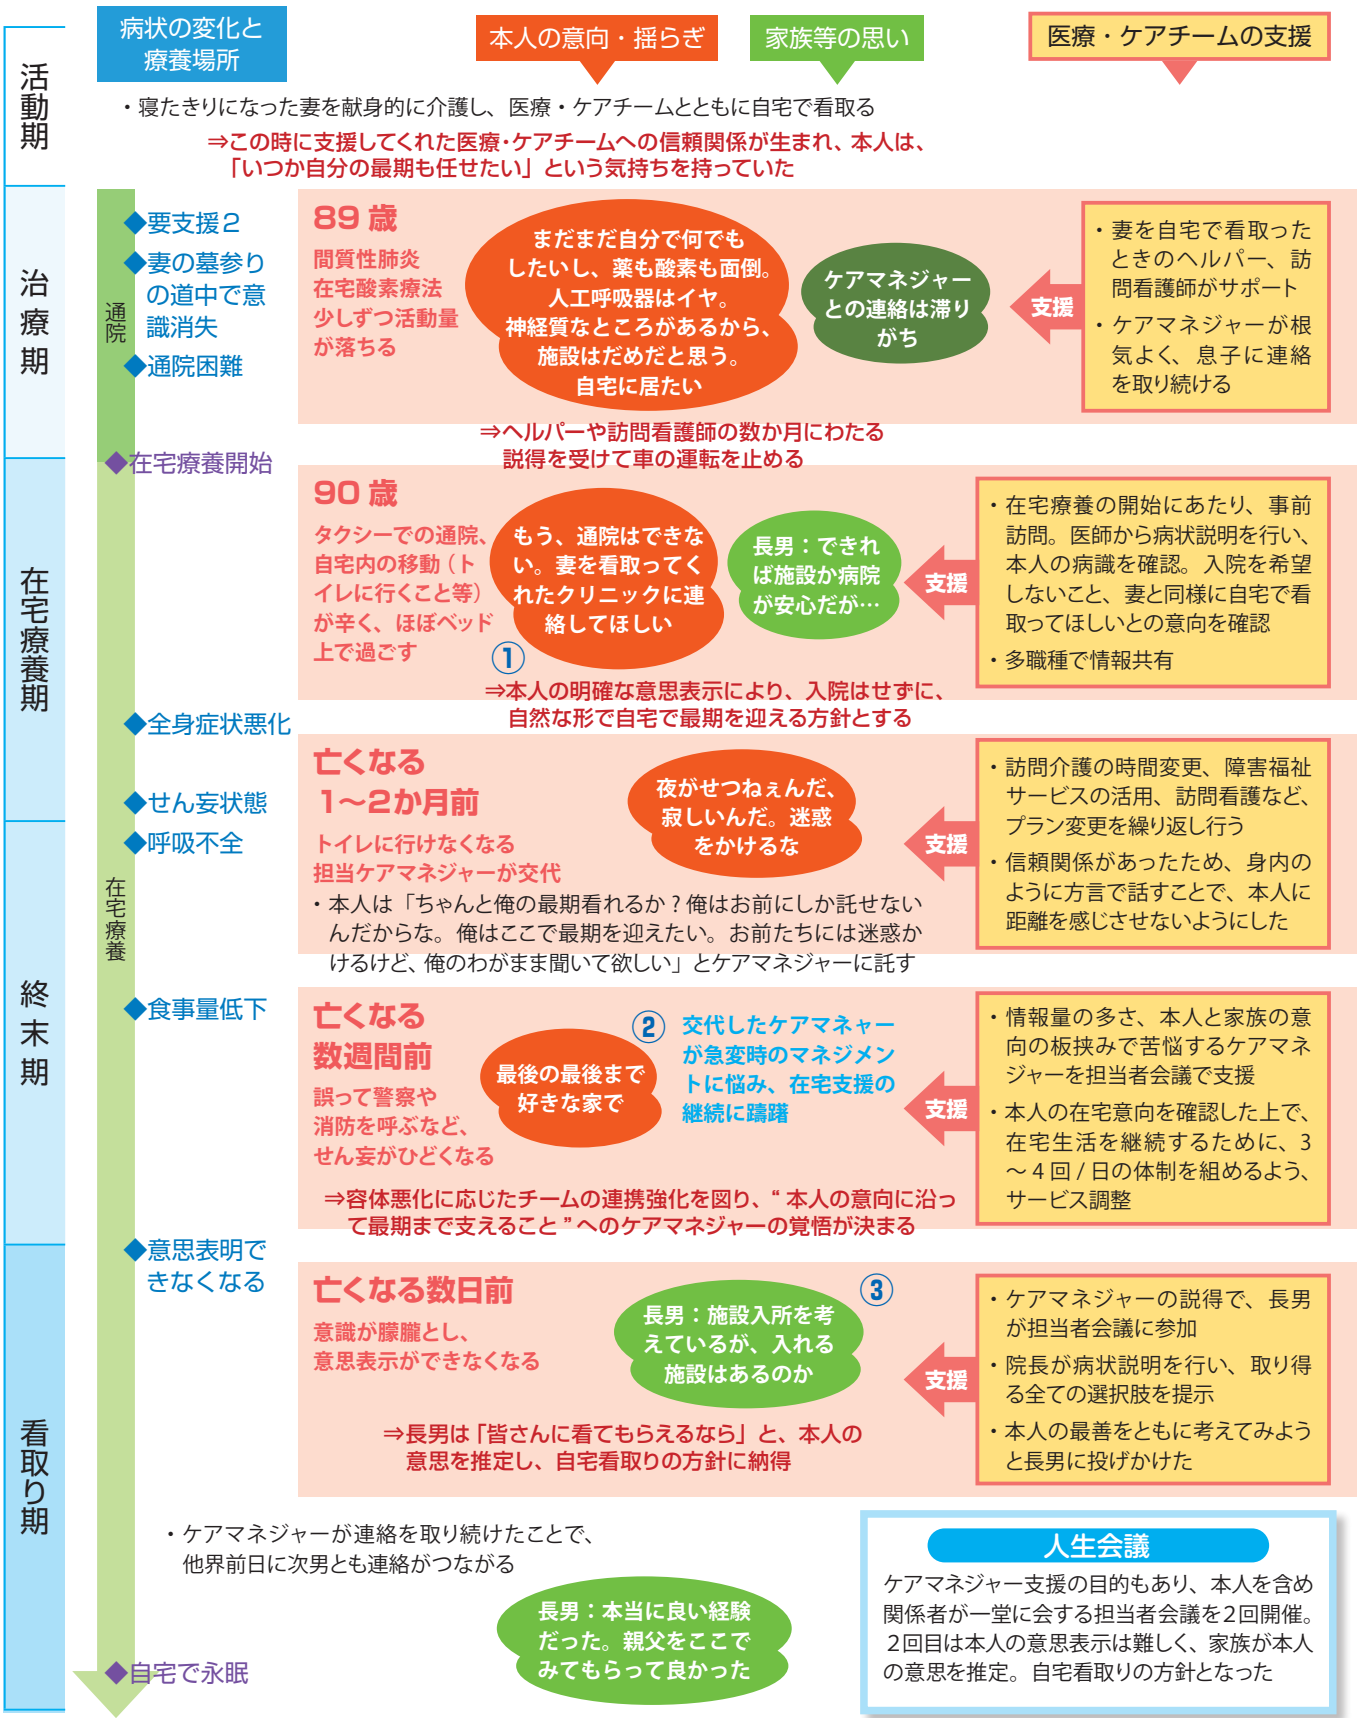 病状の変化と
療養場所
本人の意向・揺らぎ
家族等の思い
医療・ケアチームの支援
活動期
・寝たきりになった妻を献身的に介護し、医療・ケアチームとともに自宅で看取る
⇒この時に支援してくれた医療・ケアチームへの信頼関係が生まれ、本人は、
「いつか自分の最期も任せたい」という気持ちを持っていた
治療期
通院
◆要支援２
◆妻の墓参り
の道中で意
識消失
◆通院困難
89 歳
間質性肺炎
在宅酸素療法
少しずつ活動量
が落ちる
まだまだ自分で何でも
したいし、薬も酸素も面倒。
人工呼吸器はイヤ。
神経質なところがあるから、
施設はだめだと思う。
自宅に居たい
ケアマネジャー
との連絡は滞り
がち
支援
・妻を自宅で看取った
ときのヘルパー、訪
問看護師がサポート
・ケアマネジャーが根
気よく、息子に連絡
を取り続ける
⇒ヘルパーや訪問看護師の数か月にわたる
説得を受けて車の運転を止める
◆在宅療養開始
在宅療養期
90 歳
タクシーでの通院、
自宅内の移動（ト
イレに行くこと等）
が辛く、ほぼベッド
上で過ごす
もう、通院はできな
い。妻を看取ってく
れたクリニックに連
絡してほしい
①
長男：できれ
ば施設か病院
が安心だが…
支援
・在宅療養の開始にあたり、事前
訪問。医師から病状説明を行い、
本人の病識を確認。入院を希望
しないこと、妻と同様に自宅で看
取ってほしいとの意向を確認
・多職種で情報共有
⇒本人の明確な意思表示により、入院はせずに、
自然な形で自宅で最期を迎える方針とする
◆全身症状悪化
◆せん妄状態
◆呼吸不全
在宅療養
亡くなる
１～２か月前
トイレに行けなくなる
担当ケアマネジャーが交代
夜がせつねぇんだ、
寂しいんだ。迷惑
をかけるな
支援
・訪問介護の時間変更、障害福祉
サービスの活用、訪問看護など、
プラン変更を繰り返し行う
・信頼関係があったため、身内の
ように方言で話すことで、本人に
距離を感じさせないようにした
・本人は「ちゃんと俺の最期看れるか？俺はお前にしか託せない
んだからな。俺はここで最期を迎えたい。お前たちには迷惑か
けるけど、俺のわがまま聞いて欲しい」とケアマネジャーに託す
終末期
◆食事量低下
亡くなる
数週間前
誤って警察や
消防を呼ぶなど、
せん妄がひどくなる
最後の最後まで
好きな家で
②
交代したケアマネャー
が急変時のマネジメン
トに悩み、在宅支援の
継続に躊躇
支援
・情報量の多さ、本人と家族の意
向の板挟みで苦悩するケアマネ
ジャーを担当者会議で支援
・本人の在宅意向を確認した上で、
在宅生活を継続するために、3
～４回 / 日の体制を組めるよう、
サービス調整
⇒容体悪化に応じたチームの連携強化を図り、“ 本人の意向に沿っ
て最期まで支えること ” へのケアマネジャーの覚悟が決まる
◆意思表明で
きなくなる
看取り期
亡くなる数日前
意識が朦朧とし、
意思表示ができなくなる
長男：施設入所を考
えているが、入れる
施設はあるのか
③
支援
・ケアマネジャーの説得で、長男
が担当者会議に参加
・院長が病状説明を行い、取り得
る全ての選択肢を提示
・本人の最善をともに考えてみよう
と長男に投げかけた
⇒長男は「皆さんに看てもらえるなら」と、本人の
意思を推定し、自宅看取りの方針に納得
・ケアマネジャーが連絡を取り続けたことで、
他界前日に次男とも連絡がつながる
長男：本当に良い経験
だった。親父をここで
みてもらって良かった
◆自宅で永眠
人生会議
ケアマネジャー支援の目的もあり、本人を含め
関係者が一堂に会する担当者会議を２回開催。
２回目は本人の意思表示は難しく、家族が本人
の意思を推定。自宅看取りの方針となった